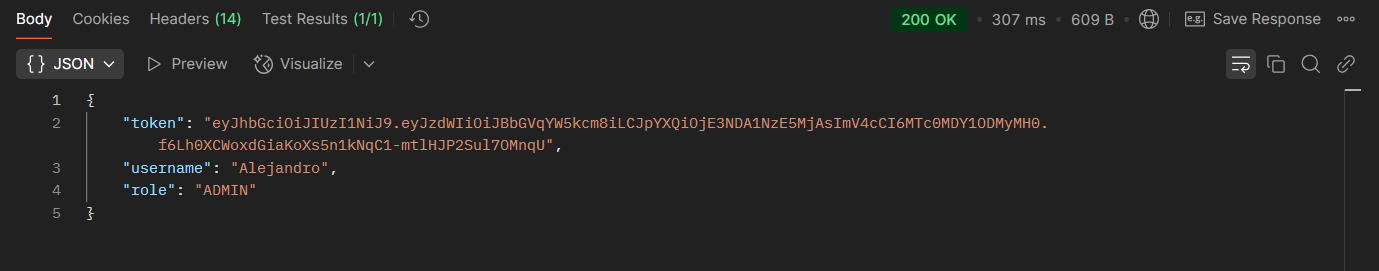 Body Cookies Headers (14) Test Results (1/1) 200 OK • 307 ms • 609 B • e.g. Save Response
{} JSON Preview Visualize
1 {
2 "token": "eyJhbGciOiJIUzI1NiJ9.eyJzdWIiOiJBbGVqYW5kcm8iLCJpYXQiOjE3NDA1NzE5MjAsImV4cCI6MTc0MDY1ODMyMH0.
f6Lh0XCWoxdGiaKoXs5n1kNqC1-mtlHJP2Sul7OMnqU",
3 "username": "Alejandro",
4 "role": "ADMIN"
5 }